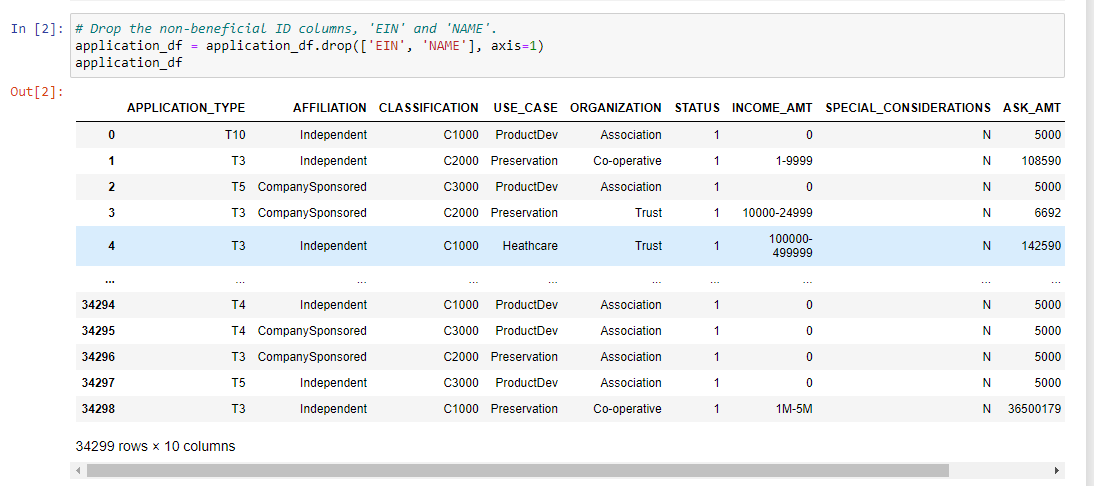 In [2]: # Drop the non-beneficial ID columns, 'EIN' and 'NAME'.
application_df = application_df.drop(['EIN', 'NAME'], axis=1)
application_df
Out[2]:
APPLICATION_TYPE AFFILIATION CLASSIFICATION USE_CASE ORGANIZATION STATUS INCOME_AMT SPECIAL_CONSIDERATIONS ASK_AMT
0 T10 Independent C1000 ProductDev Association 1 0 N 5000
1 T3 Independent C2000 Preservation Co-operative 1 1-9999 N 108590
2 T5 CompanySponsored C3000 ProductDev Association 1 0 N 5000
3 T3 CompanySponsored C2000 Preservation Trust 1 10000-24999 N 6692
4 T3 Independent C1000 Heathcare Trust 1 100000-
499999 N 142590
... ... ... ... ... ... ... ... ... ...
34294 T4 Independent C1000 ProductDev Association 1 0 N 5000
34295 T4 CompanySponsored C3000 ProductDev Association 1 0 N 5000
34296 T3 CompanySponsored C2000 Preservation Association 1 0 N 5000
34297 T5 Independent C3000 ProductDev Association 1 0 N 5000
34298 T3 Independent C1000 Preservation Co-operative 1 1M-5M N 36500179
34299 rows × 10 columns